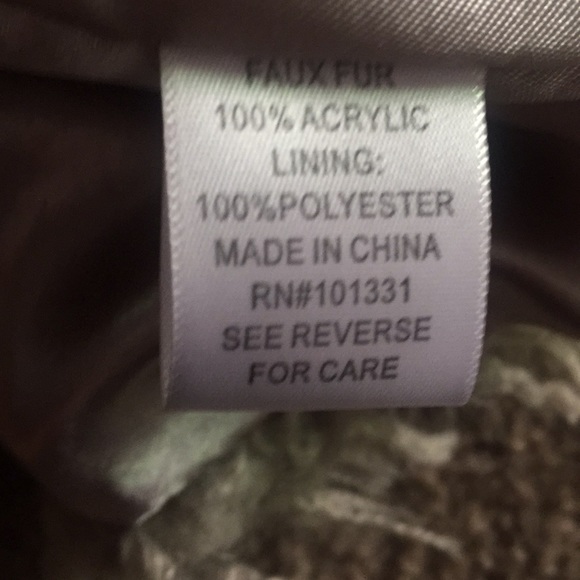 FAUX FUR
100% ACRYLIC
LINING:
100%POLYESTER
MADE IN CHINA
RN#101331
SEE REVERSE
FOR CARE